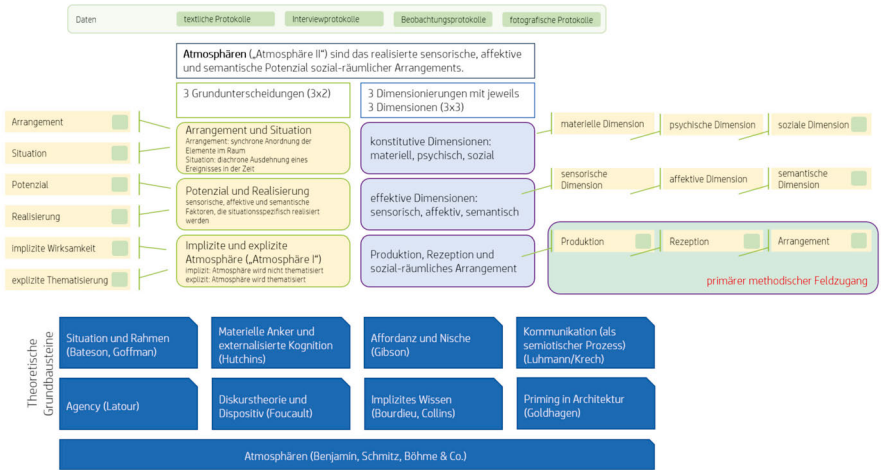 Daten
textliche Protokolle
Interviewprotokolle
Beobachtungsprotokolle
fotografische Protokolle
Atmosphären („Atmosphäre II“) sind das realisierte sensorische, affektive
und semantische Potenzial sozial-räumlicher Arrangements.
3 Grundunterscheidungen (3x2)
3 Dimensionierungen mit jeweils
3 Dimensionen (3x3)
Arrangement
Situation
Arrangement und Situation
Arrangement: synchrone Anordnung der
Elemente im Raum
Situation: diachrone Ausdehnung eines
Ereignisses in der Zeit
konstitutive Dimensionen:
materiell, psychisch, sozial
materielle Dimension
psychische Dimension
soziale Dimension
Potenzial
Realisierung
Potenzial und Realisierung
sensorische, affektive und semantische
Faktoren, die situationsspezifisch realisiert
werden
effektive Dimensionen:
sensorisch, affektiv, semantisch
sensorische
Dimension
affektive Dimension
semantische
Dimension
implizite Wirksamkeit
explizite Thematisierung
Implizite und explizite
Atmosphäre („Atmosphäre I“)
implizit: Atmosphäre wird nicht thematisiert
explizit: Atmosphäre wird thematisiert
Produktion, Rezeption und
sozial-räumliches Arrangement
Produktion
Rezeption
Arrangement
primärer methodischer Feldzugang
Theoretische
Grundbausteine
Situation und Rahmen
(Bateson, Goffman)
Materielle Anker und
externalisierte Kognition
(Hutchins)
Affordanz und Nische
(Gibson)
Kommunikation (als
semiotischer Prozess)
(Luhmann/Krech)
Agency (Latour)
Diskurstheorie und
Dispositiv (Foucault)
Implizites Wissen
(Bourdieu, Collins)
Priming in Architektur
(Goldhagen)
Atmosphären (Benjamin, Schmitz, Böhme & Co.)